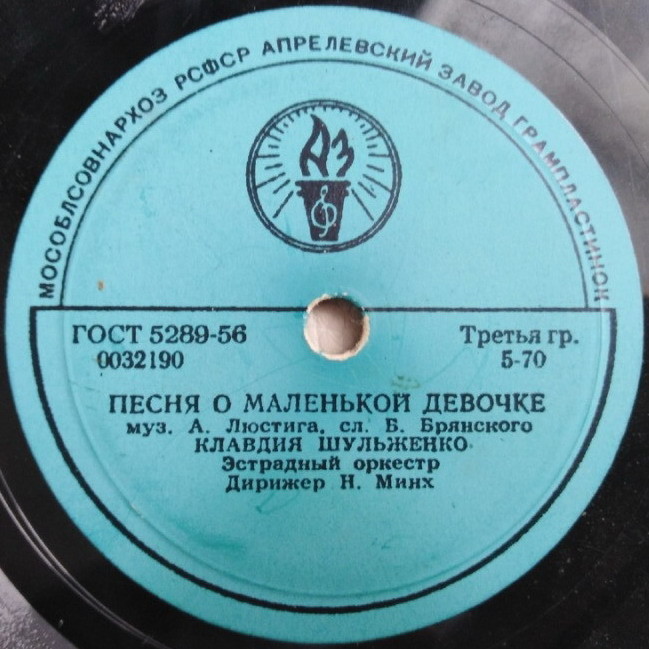 МОСОБЛСОВНАРХОЗ РСФСР АПРЕЛЕВСКИЙ ЗАВОД ГРАМПЛАСТИНОК
АЗ
ГОСТ 5289-56
0032190
Третья гр.
5-70
ПЕСНЯ О МАЛЕНЬКОЙ ДЕВОЧКЕ
муз. А. Люстига, сл. Б. Брянского
КЛАВДИЯ ШУЛЬЖЕНКО
Эстрадный оркестр
Дирижер Н. Минх